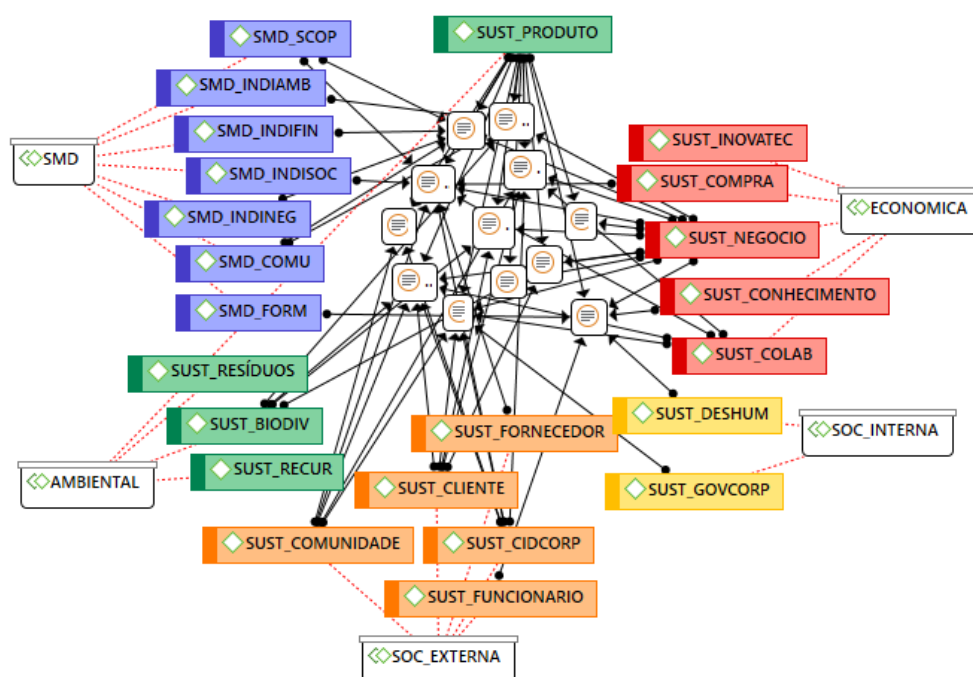 SMD_SCOP
SUST_PRODUTO
SMD_INDIAMB
SMD_INDIFIN
SUST_INOVATEC
SMD
SMD_INDISOC
SUST_COMPRA
SMD_INDINEG
ECONOMICA
SUST_NEGOCIO
SMD_COMU
SUST_CONHECIMENTO
SMD_FORM
SUST_COLAB
SUST_RESÍDUOS
SUST_DESHUM
SUST_BIODIV
SUST_FORNECEDOR
SOC_INTERNA
SUST_RECUR
AMBIENTAL
SUST_CLIENTE
SUST_GOVCORP
SUST_COMUNIDADE
SUST_CIDCORP
SUST_FUNCIONARIO
SOC_EXTERNA